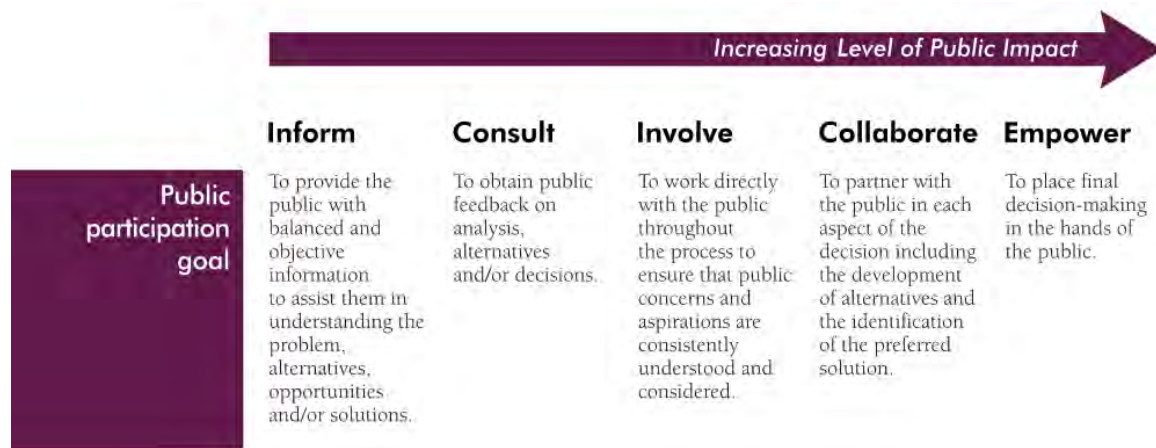 Increasing Level of Public Impact
Inform
Consult
Involve
Collaborate
Empower
Public
participation
goal
To provide the
public with
balanced and
objective
information
to assist them in
understanding the
problem,
alternatives,
opportunities
and/or solutions.
To obtain public
feedback on
analysis,
alternatives
and/or decisions.
To work directly
with the public
throughout
the process to
ensure that public
concerns and
aspirations are
consistently
understood and
considered.
To partner with
the public in each
aspect of the
decision including
the development
of alternatives and
the identification
of the preferred
solution.
To place final
decision-making
in the hands of
the public.